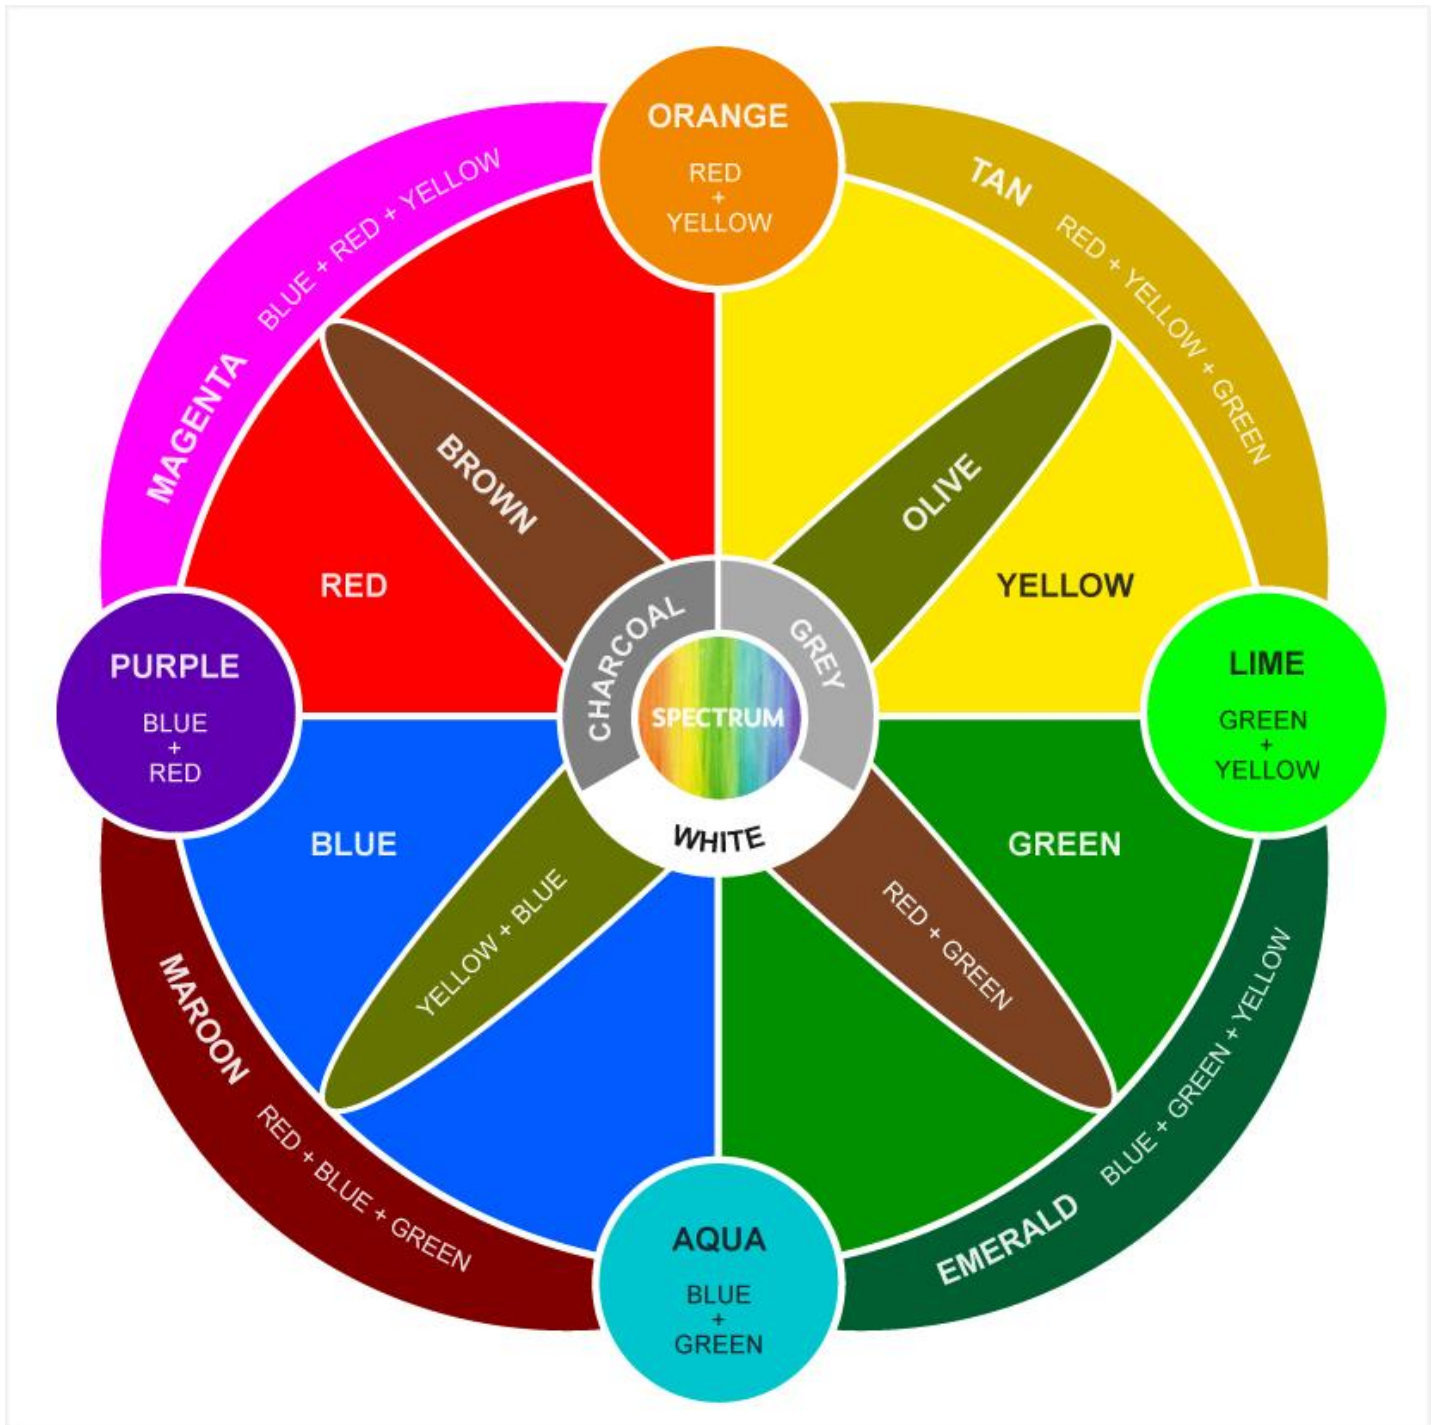 ORANGE
RED
+
YELLOW
TAN RED + YELLOW + GREEN
MAGENTA BLUE + RED + YELLOW
BROWN
OLIVE
RED
YELLOW
CHARCOAL
GREY
PURPLE
BLUE
+
RED
SPECTRUM
LIME
GREEN
+
YELLOW
WHITE
BLUE
GREEN
YELLOW + BLUE
RED + GREEN
MAROON RED + BLUE + GREEN
EMERALD BLUE + GREEN + YELLOW
AQUA
BLUE
+
GREEN